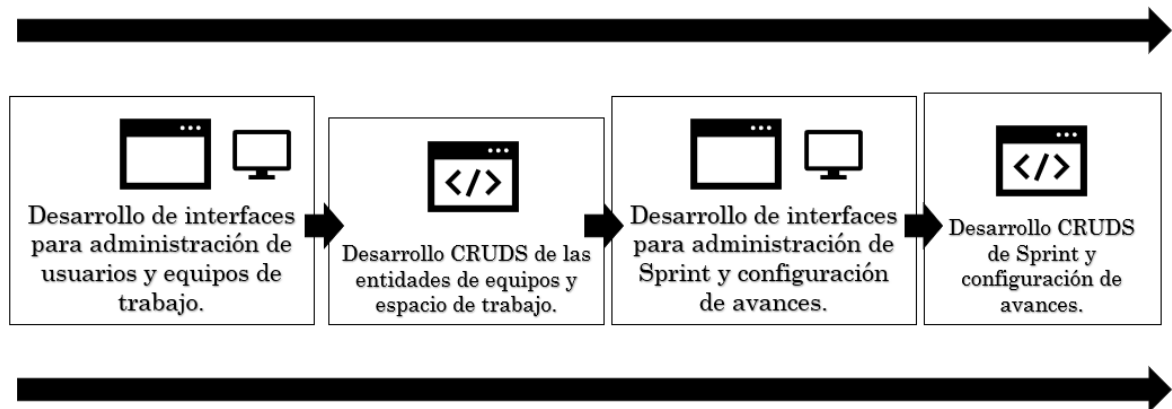 Desarrollo de interfaces
para administración de
usuarios y equipos de
trabajo.
Desarrollo CRUDS de las
entidades de equipos y
espacio de trabajo.
Desarrollo de interfaces
para administración de
Sprint y configuración
de avances.
Desarrollo CRUDS
de Sprint y
configuración de
avances.